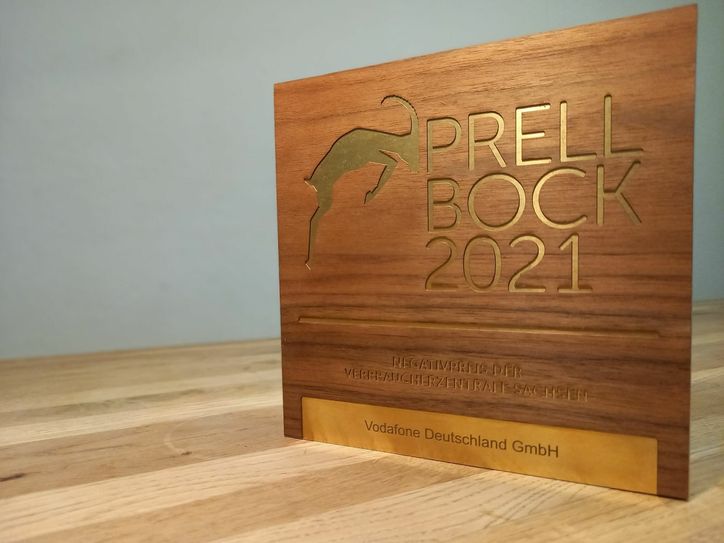 PRELL
BOCK
2021
NEGATIVPREIS DER
VERBRAUCHERZENTRALE SACHSEN
Vodafone Deutschland GmbH